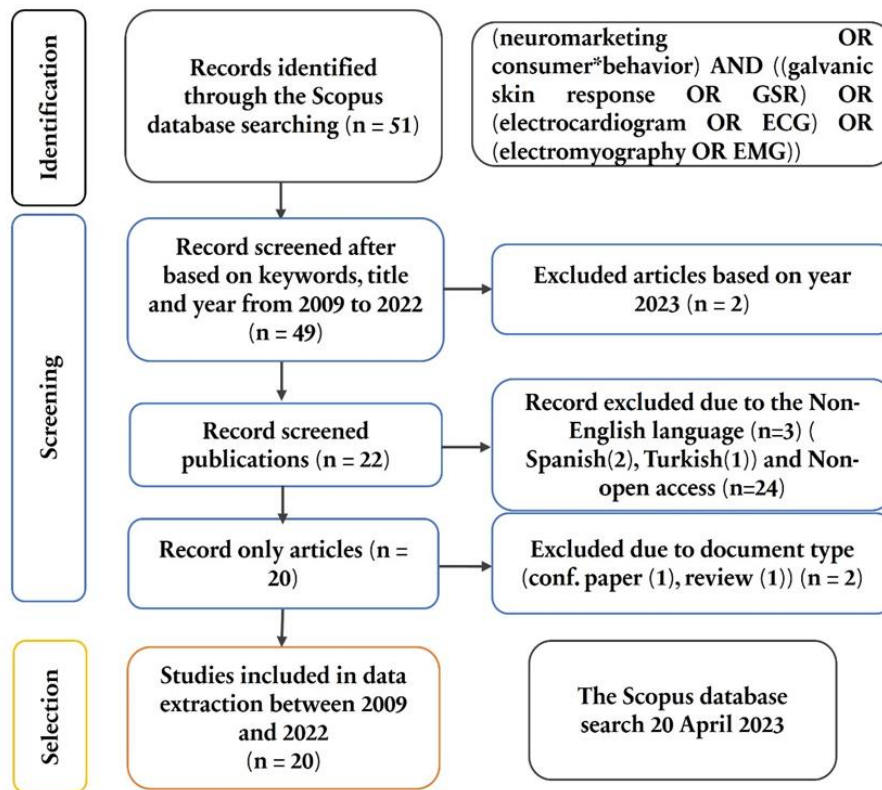 Identification
Records identified
through the Scopus
database searching (n = 51)
(neuromarketing OR
consumer*behavior) AND ((galvanic
skin response OR GSR) OR
(electrocardiogram OR ECG) OR
(electromyography OR EMG))
Screening
Record screened after
based on keywords, title
and year from 2009 to 2022
(n = 49)
Excluded articles based on year
2023 (n = 2)
Record screened
publications (n = 22)
Record excluded due to the Non-
English language (n=3) (
Spanish(2), Turkish(1)) and Non-
open access (n=24)
Record only articles (n =
20)
Excluded due to document type
(conf. paper (1), review (1)) (n = 2)
Selection
Studies included in data
extraction between 2009
and 2022
(n = 20)
The Scopus database
search 20 April 2023